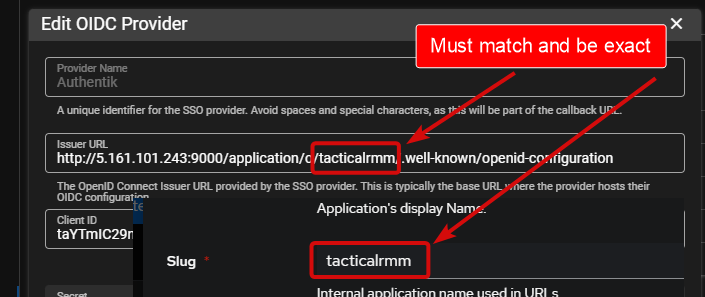 Edit OIDC Provider
Must match and be exact
Provider Name
Authentik
A unique identifier for the SSO provider. Avoid spaces and special characters, as this will be part of the callback URL.
Issuer URL
http://5.161.101.243:9000/application/o/tacticalrmm/.well-known/openid-configuration
The OpenID Connect Issuer URL provided by the SSO provider. This is typically the base URL where the provider hosts their
OIDC configuration.
Application's display Name.
Client ID
taYTmIC29
Slug *
tacticalrmm
Secret
Internal application name used in URLs